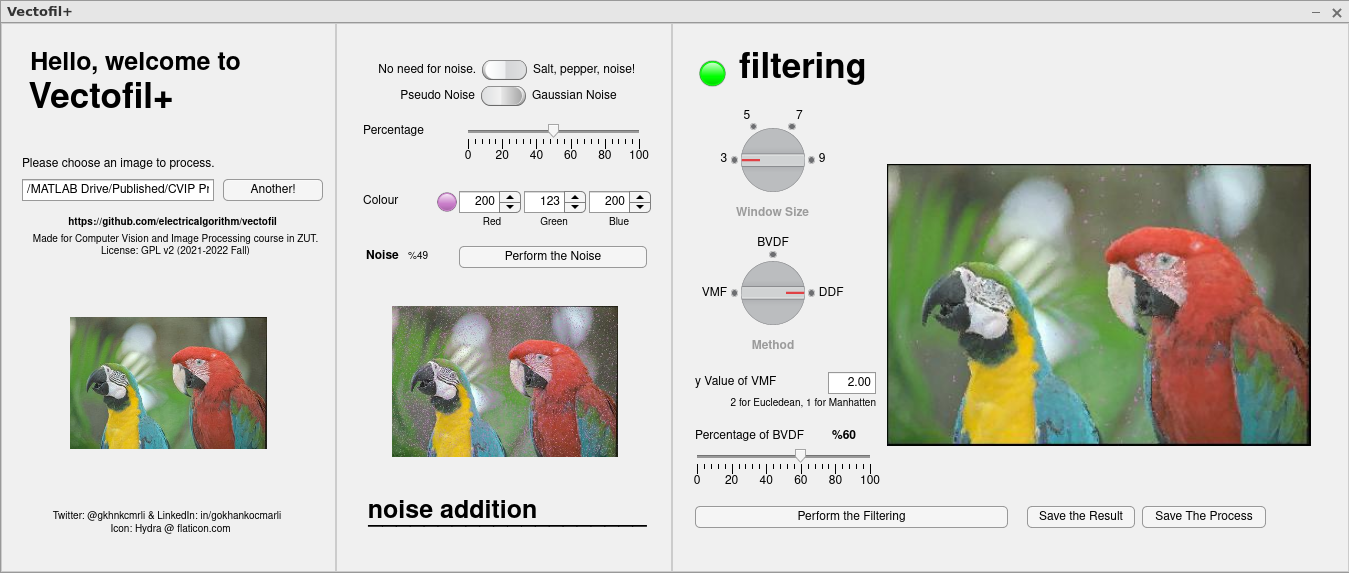 Vectofil+
Hello, welcome to
Vectofil+
Please choose an image to process.
/MATLAB Drive/Published/CVIP Pr
Another!
https://github.com/electricalgorithm/vectofil
Made for Computer Vision and Image Processing course in ZUT.
License: GPL v2 (2021-2022 Fall)
Twitter: @gkhnkcmrli & LinkedIn: in/gokhankocmarli
Icon: Hydra @ flaticon.com
No need for noise. Salt, pepper, noise!
Pseudo Noise Gaussian Noise
Percentage
0 20 40 60 80 100
Colour 200 123 200
Red Green Blue
Noise %49 Perform the Noise
noise addition
filtering
5 7
3 9
Window Size
BVDF
VMF DDF
Method
y Value of VMF 2.00
2 for Eucledean, 1 for Manhatten
Percentage of BVDF %60
0 20 40 60 80 100
Perform the Filtering Save the Result Save The Process